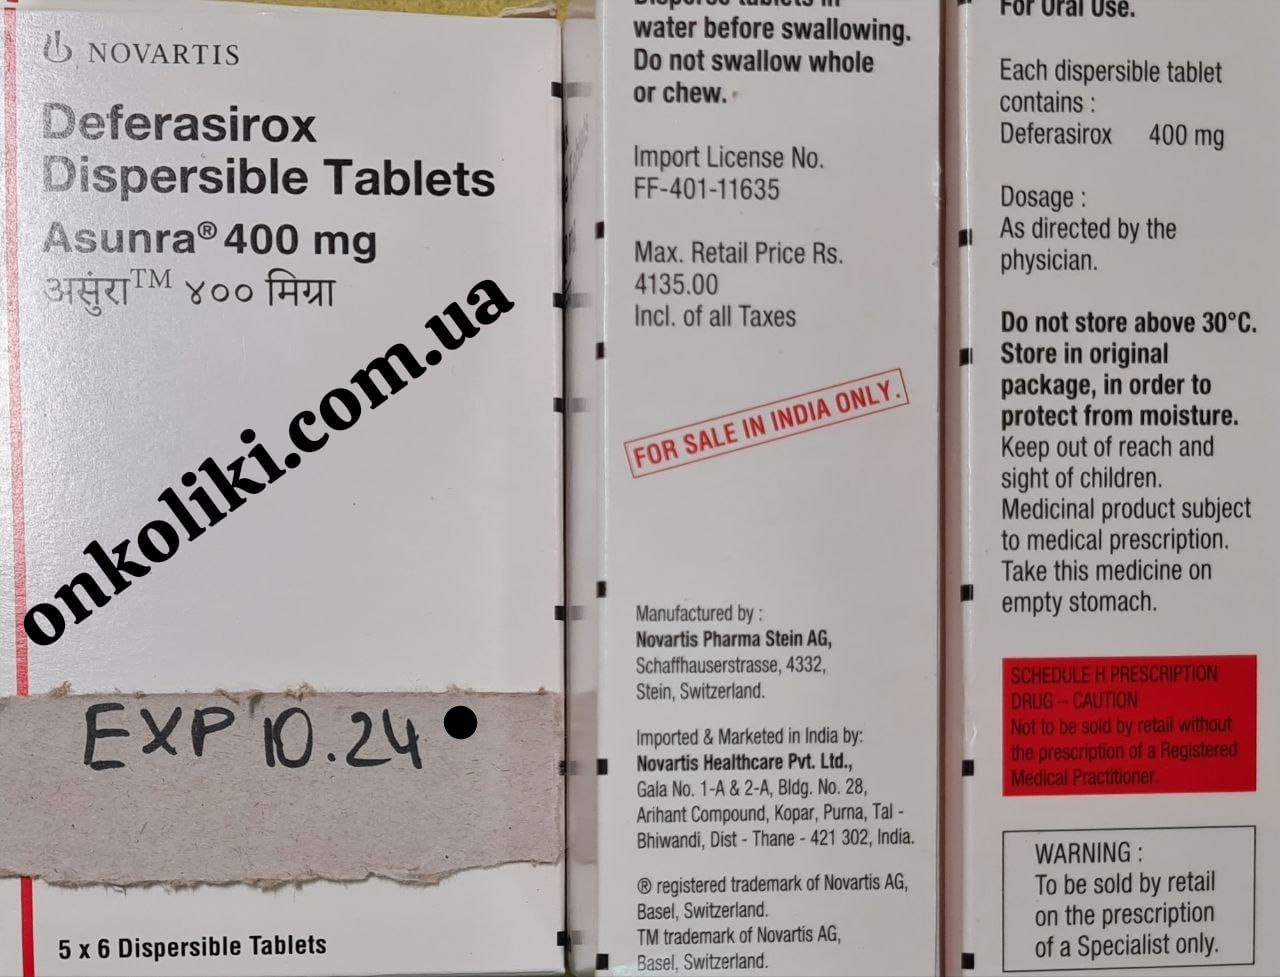 NOVARTIS
Deferasirox
Dispersible Tablets
Asunra® 400 mg
असुंरा™ ४०० मिग्रा
onkoliki.com.ua
EXP 10.24
5 x 6 Dispersible Tablets
Disperse tablets in
water before swallowing.
Do not swallow whole
or chew.
Import License No.
FF-401-11635
Max. Retail Price Rs.
4135.00
Incl. of all Taxes
FOR SALE IN INDIA ONLY.
Manufactured by :
Novartis Pharma Stein AG,
Schaffhauserstrasse, 4332,
Stein, Switzerland.
Imported & Marketed in India by:
Novartis Healthcare Pvt. Ltd.,
Gala No. 1-A & 2-A, Bldg. No. 28,
Arihant Compound, Kopar, Purna, Tal -
Bhiwandi, Dist - Thane - 421 302, India.
® registered trademark of Novartis AG,
Basel, Switzerland.
TM trademark of Novartis AG,
Basel, Switzerland.
For Oral Use.
Each dispersible tablet
contains :
Deferasirox 400 mg
Dosage :
As directed by the
physician.
Do not store above 30°C.
Store in original
package, in order to
protect from moisture.
Keep out of reach and
sight of children.
Medicinal product subject
to medical prescription.
Take this medicine on
empty stomach.
SCHEDULE H PRESCRIPTION
DRUG – CAUTION
Not to be sold by retail without
the prescription of a Registered
Medical Practitioner.
WARNING :
To be sold by retail
on the prescription
of a Specialist only.